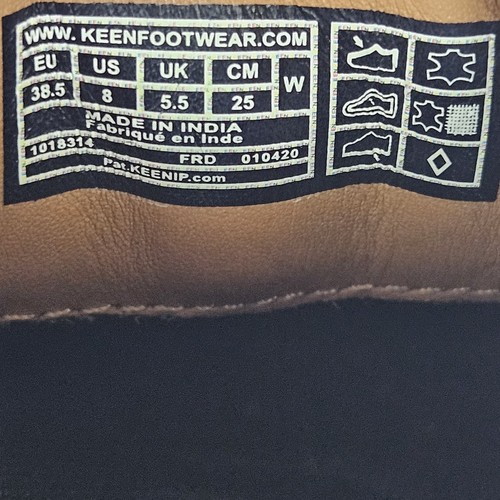 WWW. KEENFOOTWEAR.COM
EU US UK CM W
38.5 8 5.5 25
MADE IN INDIA
Fabriqué en Inde
1018314 FRD 010420
Pat.KEENIP.com